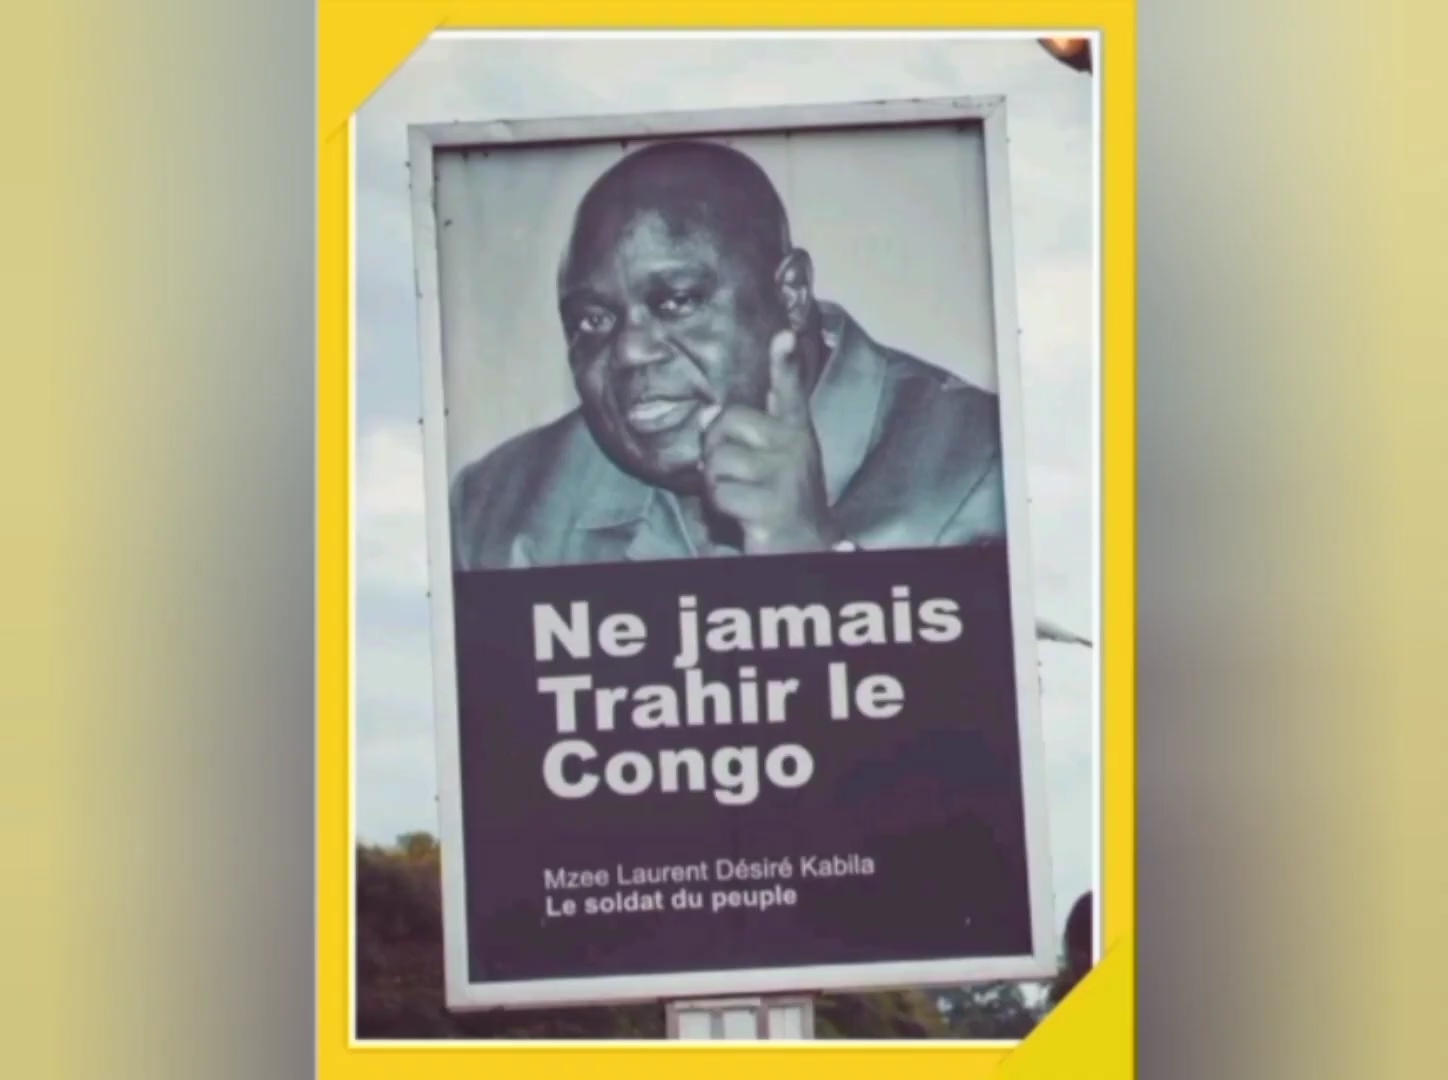 Ne jamais
Trahir le
Congo
Mzee Laurent Désiré Kabila
Le soldat du peuple